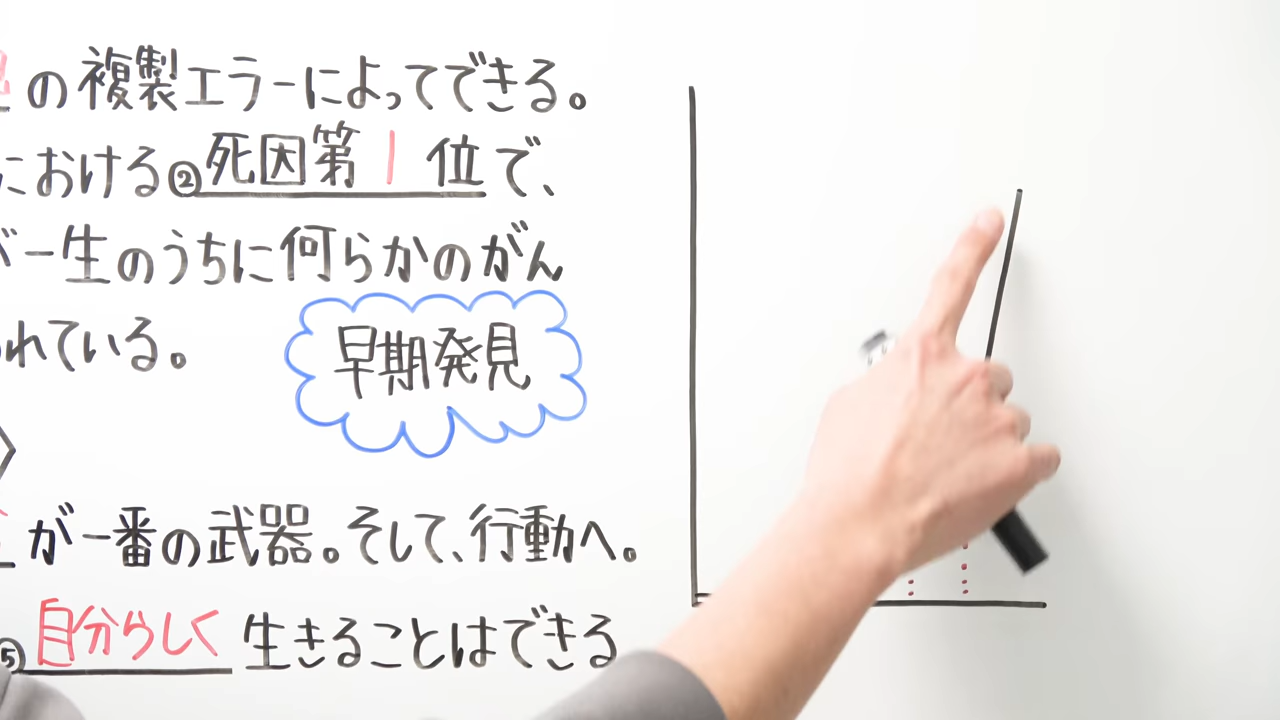 の複製エラーによってできる。
における②死因第1位で、
が一生のうちに何らかのがん
れている。
早期発見
が一番の武器。そして、行動へ。
⑤自分らしく生きることはできる